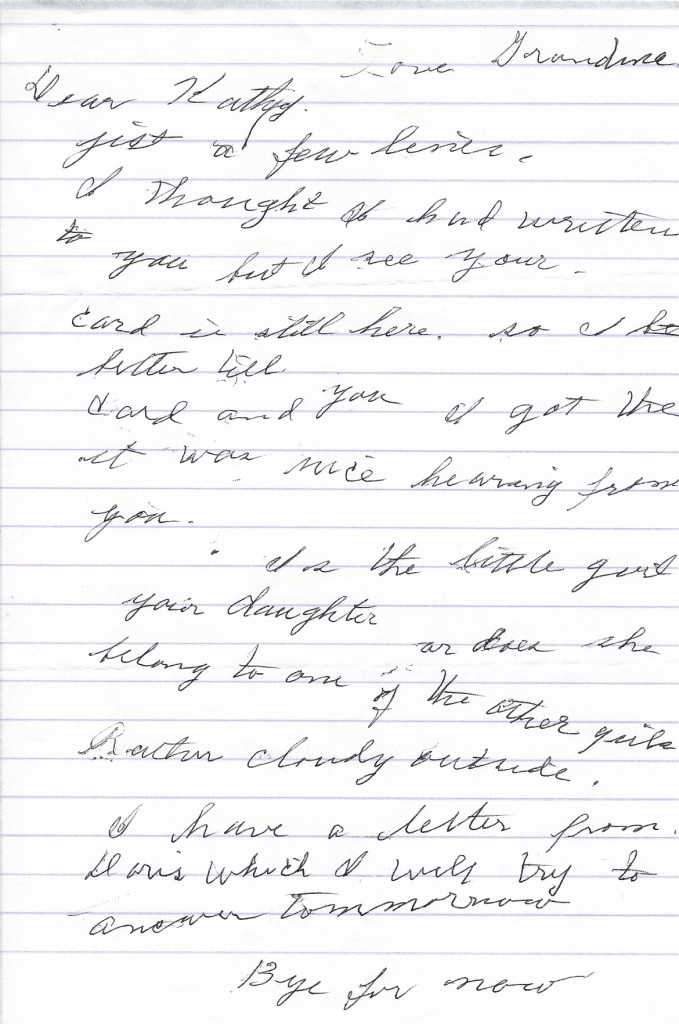 Love Grandma
Dear Kathy.
jist a few lines.
I thought I had written
to you but I see your
card is still here. so I
better tell
you I got the
card and
it was nice hearing from
you.
Is the little girl
your daughter
or does she
belong to one of the other girls
Rather cloudy outside.
I have a letter from
Doris which I will try to
answer tommorrow
Bye for now